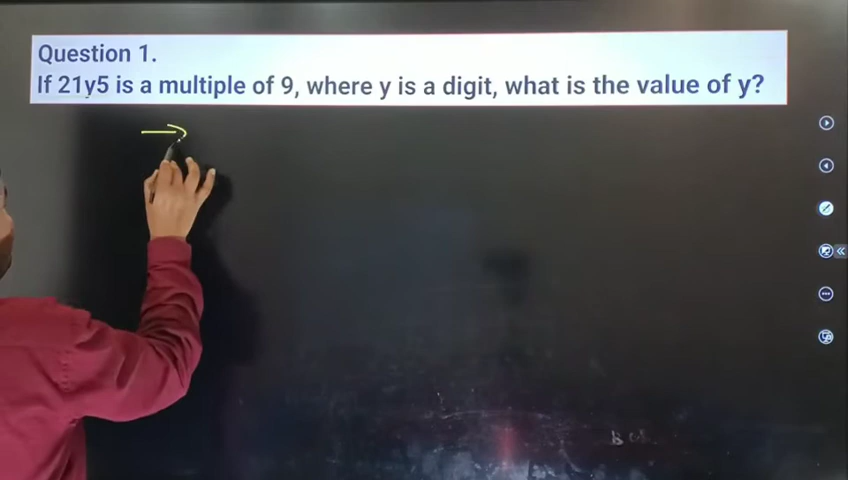 Question 1.
If 21y5 is a multiple of 9, where y is a digit, what is the value of y?